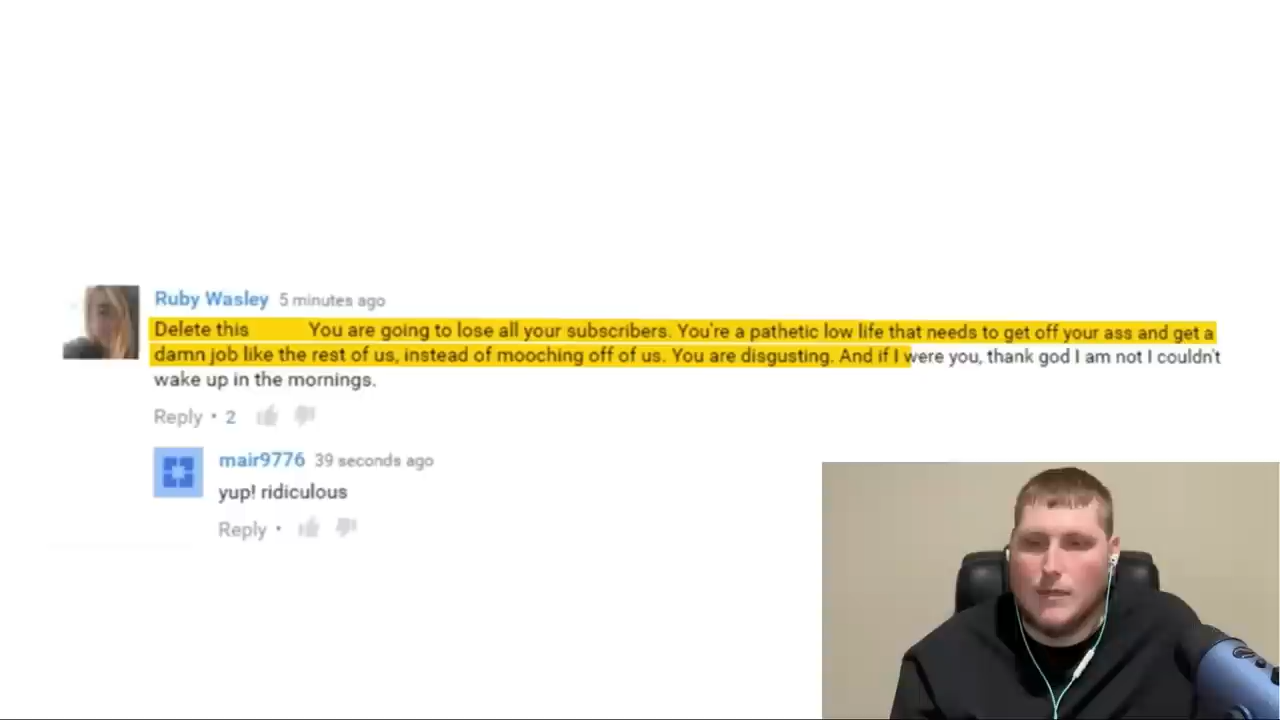 Ruby Wasley 5 minutes ago
Delete this You are going to lose all your subscribers. You're a pathetic low life that needs to get off your ass and get a
damn job like the rest of us, instead of mooching off of us. You are disgusting. And if I were you, thank god I am not I couldn't
wake up in the mornings.
Reply • 2
mair9776 39 seconds ago
yup! ridiculous
Reply •